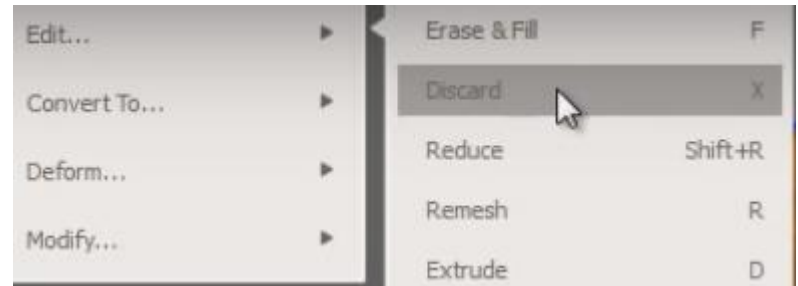 Edit...
Convert To...
Deform...
Modify...
Erase & Fill F
Discard X
Reduce Shift+R
Remesh R
Extrude D